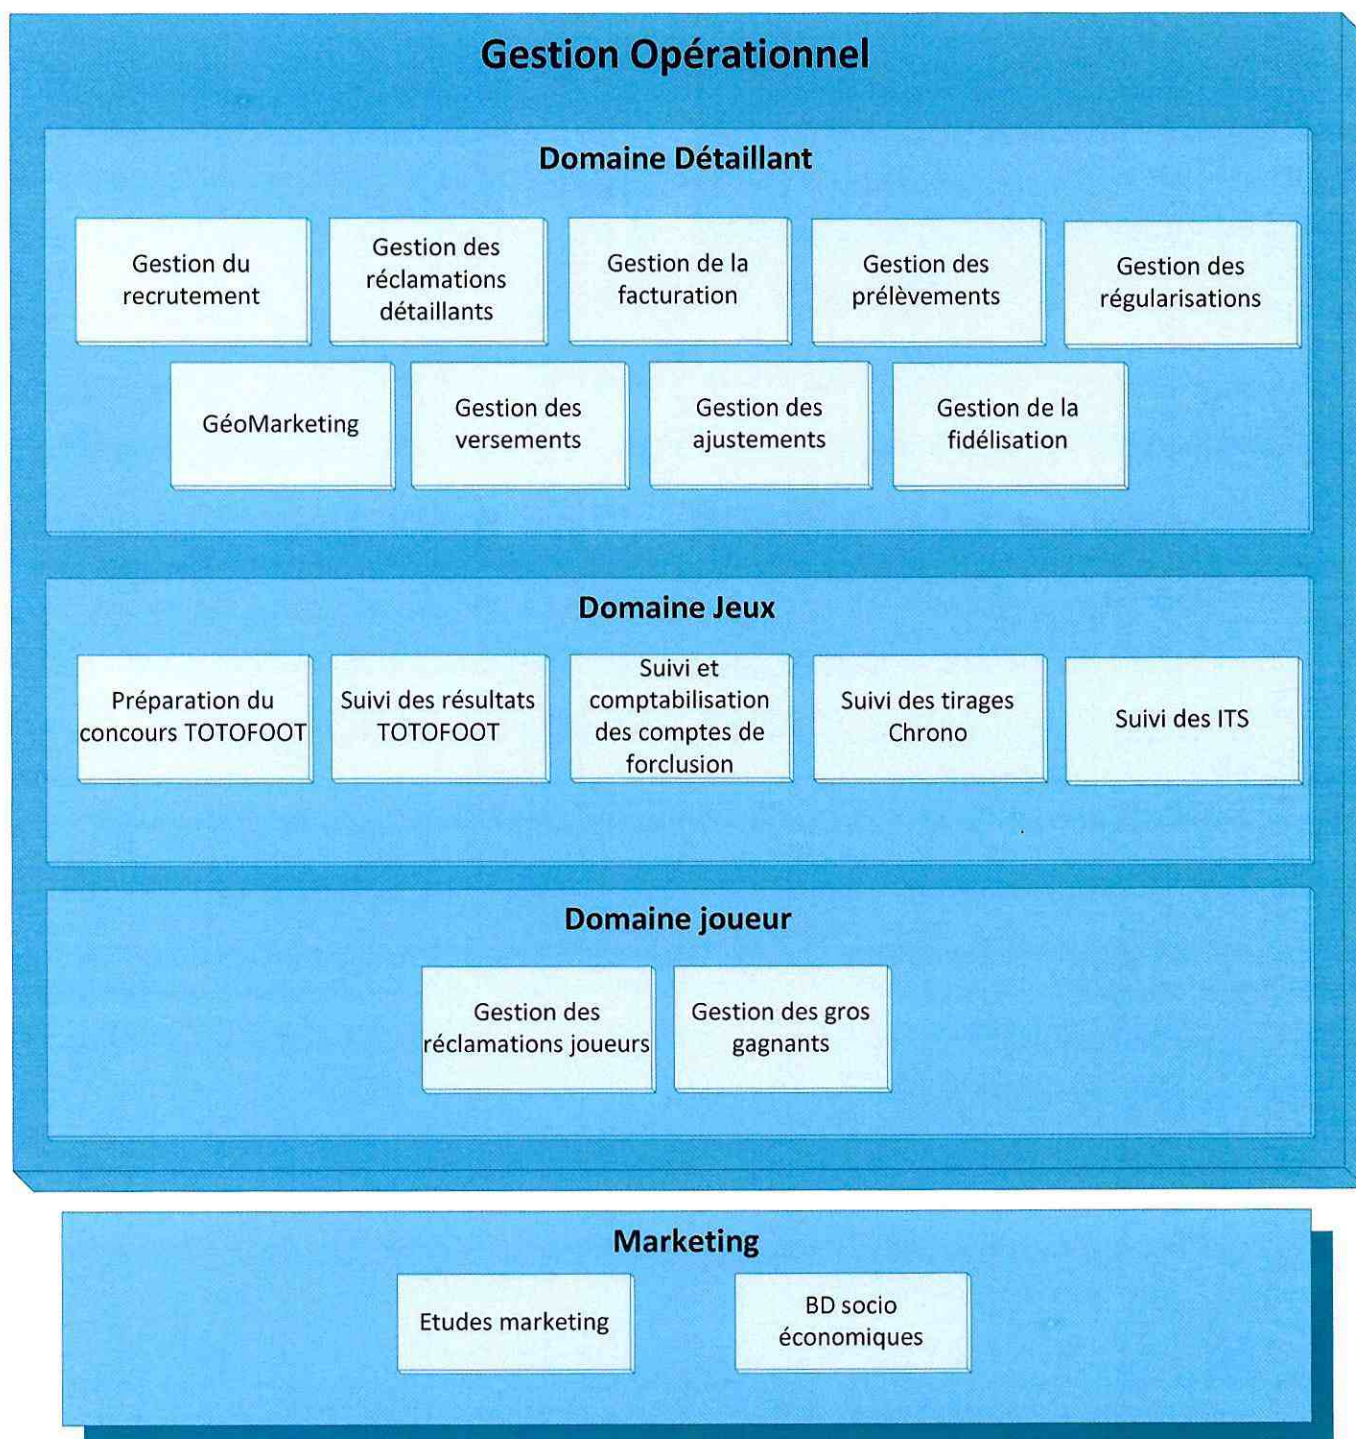 Gestion Opérationnel
Domaine Détaillant
Gestion du
recrutement
Gestion des
réclamations
détaillants
Gestion de la
facturation
Gestion des
prélèvements
Gestion des
régularisations
GéoMarketing
Gestion des
versements
Gestion des
ajustements
Gestion de la
fidélisation
Domaine Jeux
Préparation du
concours TOTOFOOT
Suivi des résultats
TOTOFOOT
Suivi et
comptabilisation
des comptes de
forclusion
Suivi des tirages
Chrono
Suivi des ITS
Domaine joueur
Gestion des
réclamations joueurs
Gestion des gros
gagnants
Marketing
Etudes marketing
BD socio
économiques